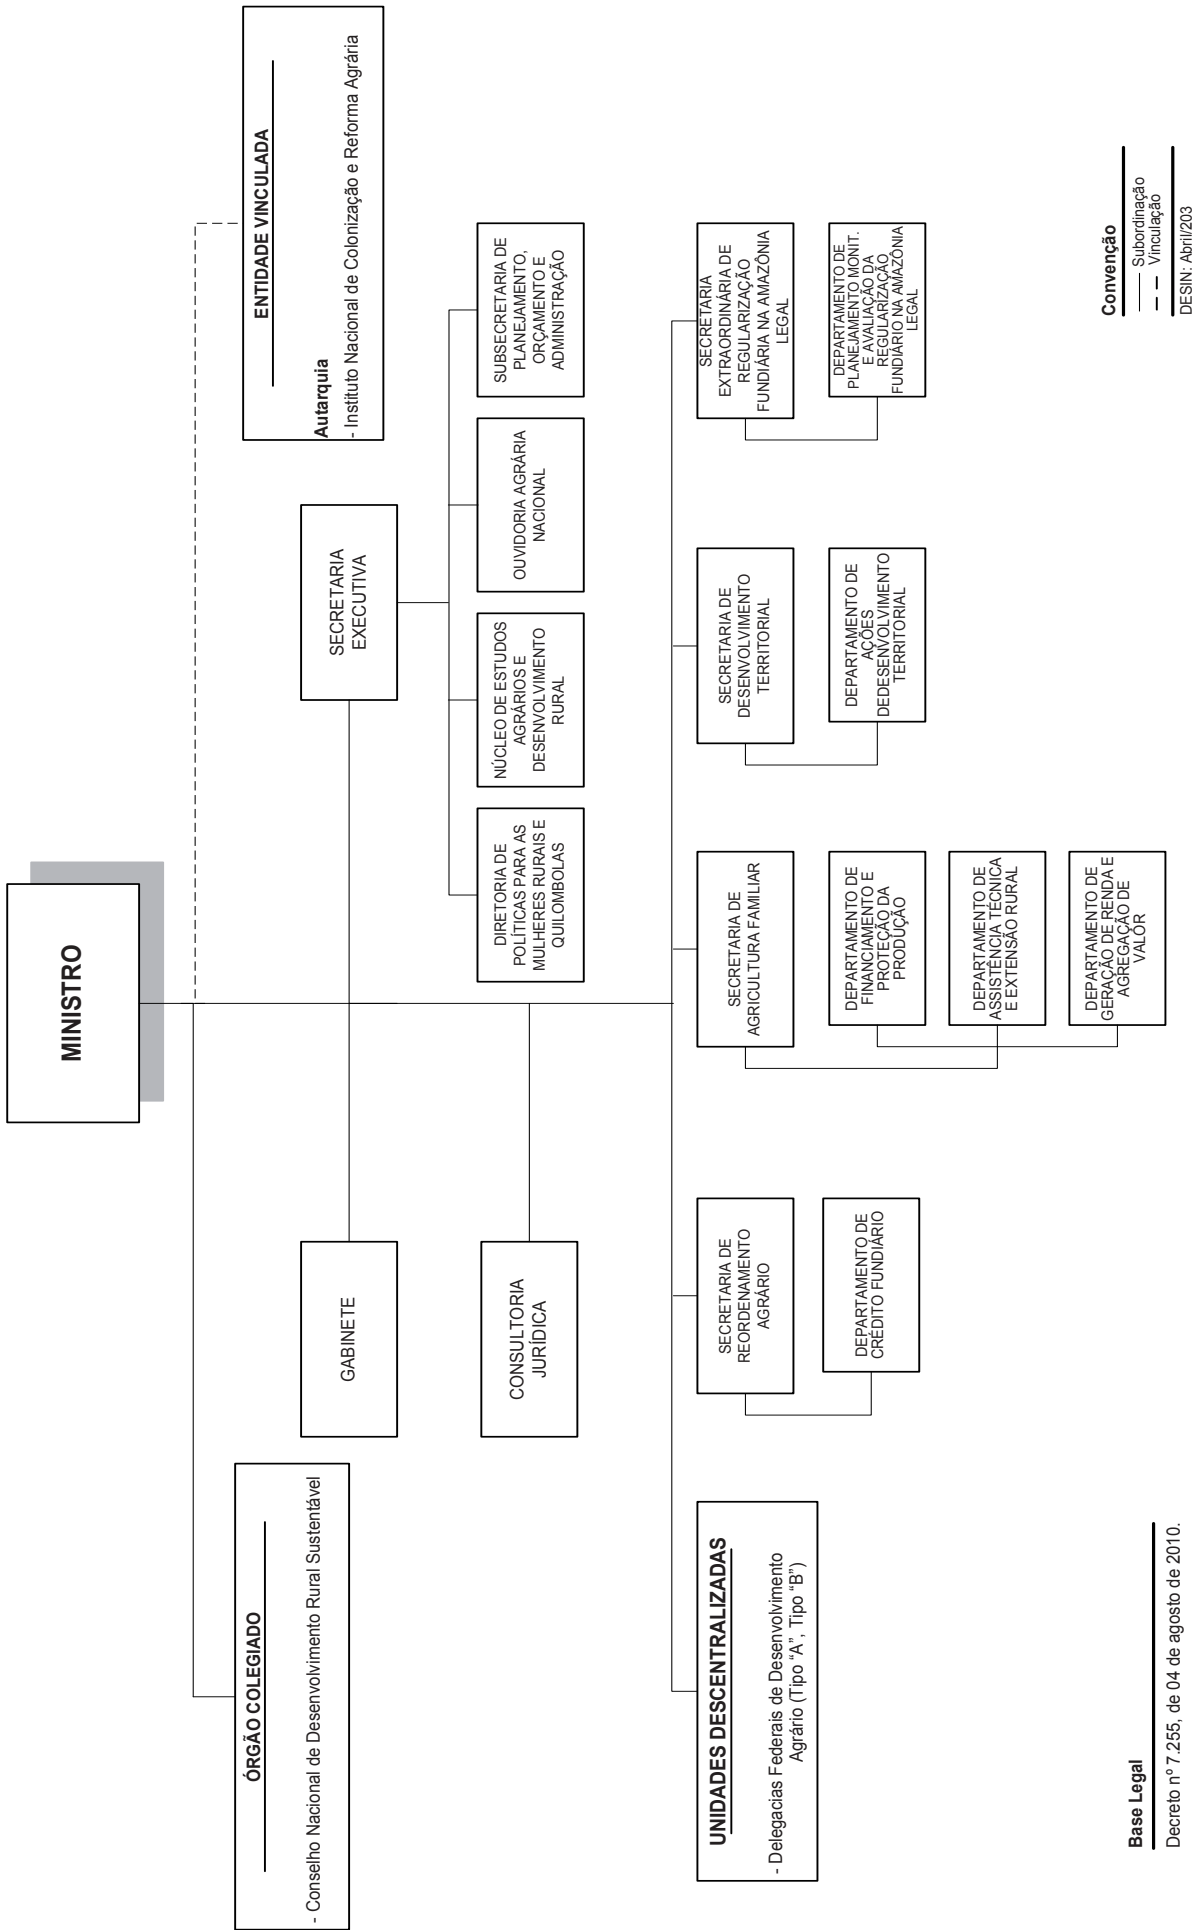 MINISTRO
ÓRGÃO COLEGIADO
- Conselho Nacional de Desenvolvimento Rural Sustentável
ENTIDADE VINCULADA
Autarquia
- Instituto Nacional de Colonização e Reforma Agrária
GABINETE
SECRETARIA
EXECUTIVA
CONSULTORIA
JURÍDICA
DIRETORIA DE
POLÍTICAS PARA AS
MULHERES RURAIS E
QUILOMBOLAS
NÚCLEO DE ESTUDOS
AGRÁRIOS E
DESENVOLVIMENTO
RURAL
OUVIDORIA AGRÁRIA
NACIONAL
SUBSECRETARIA DE
PLANEJAMENTO,
ORÇAMENTO E
ADMINISTRAÇÃO
UNIDADES DESCENTRALIZADAS
- Delegacias Federais de Desenvolvimento
Agrário (Tipo “A”, Tipo “B”)
SECRETARIA DE
REORDENAMENTO
AGRÁRIO
DEPARTAMENTO DE
CRÉDITO FUNDIÁRIO
SECRETARIA DE
AGRICULTURA FAMILIAR
DEPARTAMENTO DE
FINANCIAMENTO E
PROTEÇÃO DA
PRODUÇÃO
DEPARTAMENTO DE
ASSISTÊNCIA TÉCNICA
E EXTENSÃO RURAL
DEPARTAMENTO DE
GERAÇÃO DE RENDA E
AGREGAÇÃO DE
VALOR
SECRETARIA DE
DESENVOLVIMENTO
TERRITORIAL
DEPARTAMENTO DE
AÇÕES
DEDESENVOLVIMENTO
TERRITORIAL
SECRETARIA
EXTRAORDINÁRIA DE
REGULARIZAÇÃO
FUNDIÁRIA NA AMAZÔNIA
LEGAL
DEPARTAMENTO DE
PLANEJAMENTO MONIT.
E AVALIAÇÃO DA
REGULARIZAÇÃO
FUNDIÁRIO NA AMAZÔNIA
LEGAL
Base Legal
Decreto nº 7.255, de 04 de agosto de 2010.
Convenção
Subordinação
Vinculação
DESIN: Abril/203